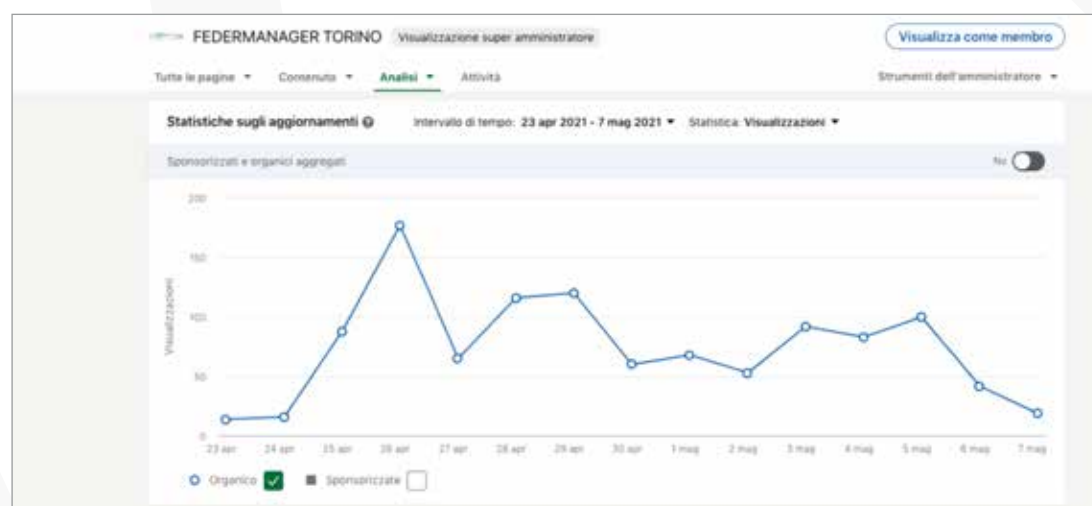 FEDERMANAGER TORINO Visualizzazione super amministratore Visualizza come membro
Tutte le pagine Contenuto Analisi Attività Strumenti dell'amministratore
Statistiche sugli aggiornamenti Intervallo di tempo: 23 apr 2021 - 7 mag 2021 Statistica: Visualizzazioni
Sponsorizzati e organici aggregati No
200
150
100
50
0
Visualizzazioni
23 apr 24 apr 25 apr 26 apr 27 apr 28 apr 29 apr 30 apr 1 mag 2 mag 3 mag 4 mag 5 mag 6 mag 7 mag
Organico Sponsorizzate